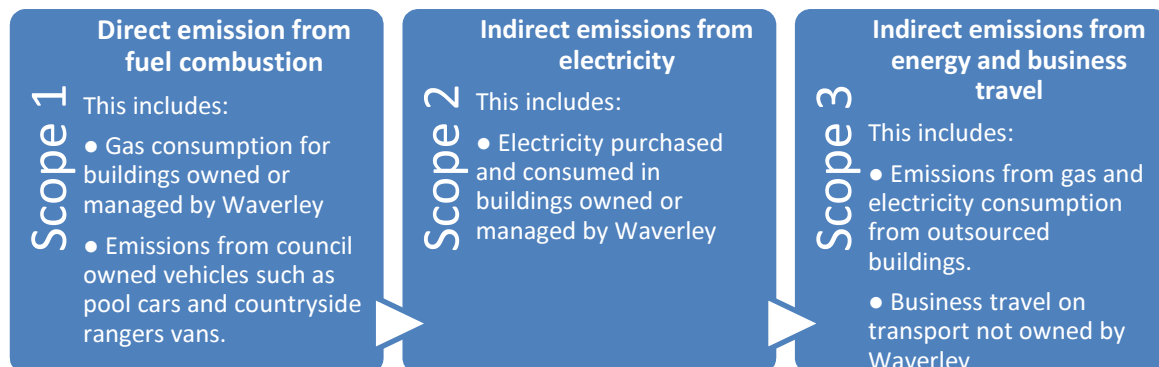 Scope 1
Direct emission from
fuel combustion
This includes:
● Gas consumption for
buildings owned or
managed by Waverley
● Emissions from council
owned vehicles such as
pool cars and countryside
rangers vans.
Scope 2
Indirect emissions from
electricity
This includes:
● Electricity purchased
and consumed in
buildings owned or
managed by Waverley
Scope 3
Indirect emissions from
energy and business
travel
This includes:
● Emissions from gas and
electricity consumption
from outsourced
buildings.
● Business travel on
transport not owned by
Waverley